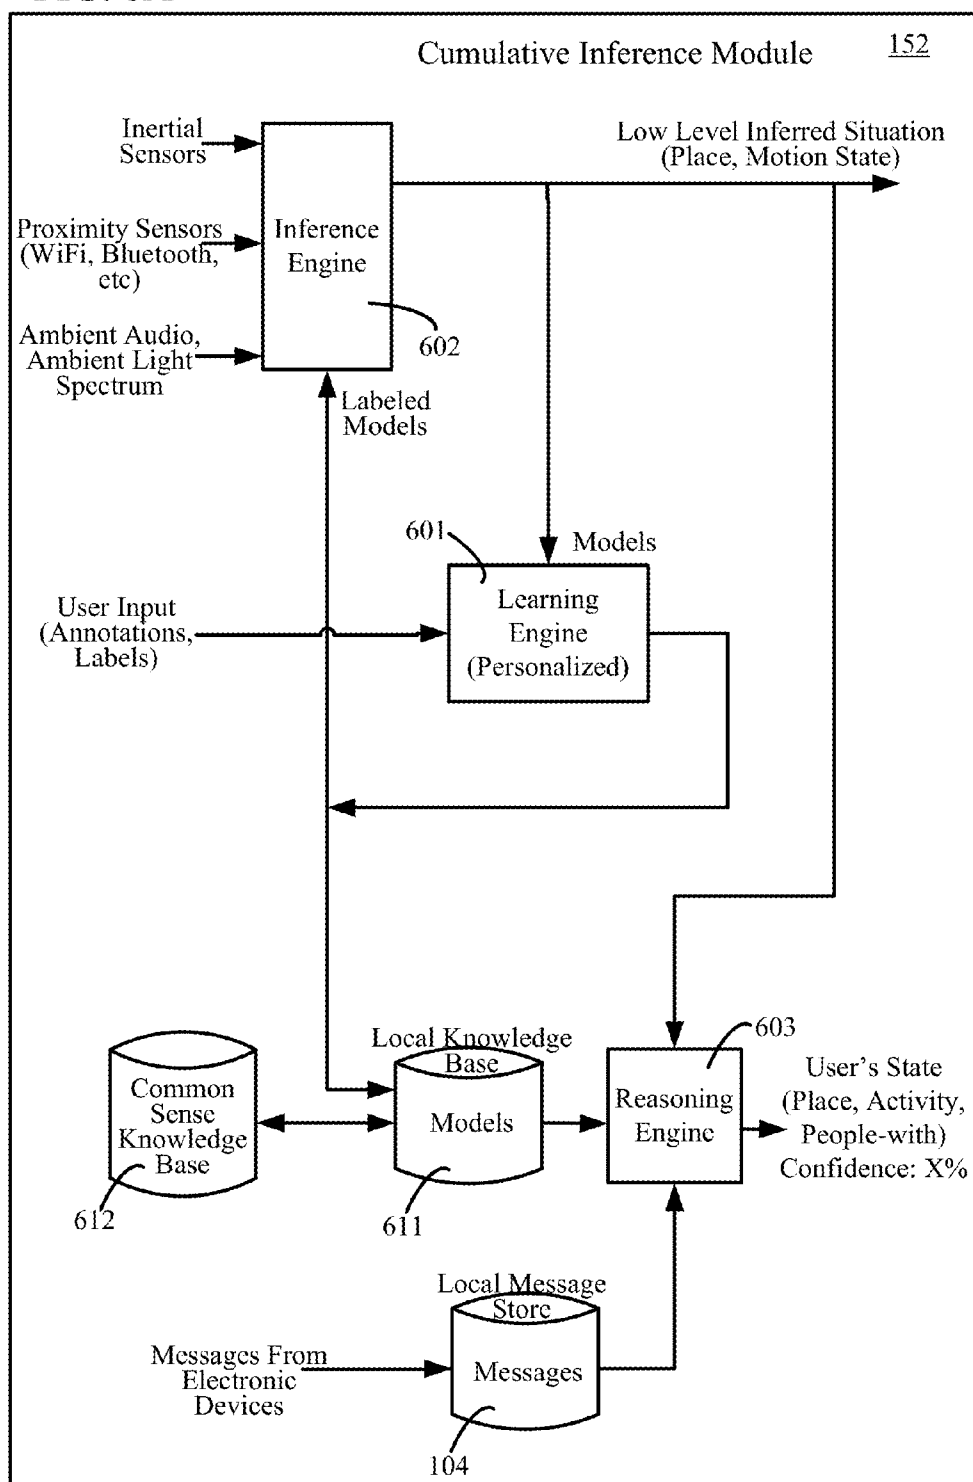 Cumulative Inference Module
152
Inertial
Sensors
Low Level Inferred Situation
(Place, Motion State)
Proximity Sensors
(WiFi, Bluetooth,
etc)
Inference
Engine
602
Ambient Audio,
Ambient Light
Spectrum
Labeled
Models
601
Models
User Input
(Annotations,
Labels)
Learning
Engine
(Personalized)
603
Common
Sense
Knowledge
Base
612
Local Knowledge
Base
Models
611
Reasoning
Engine
User's State
(Place, Activity,
People-with)
Confidence: X%
Local Message
Store
Messages
104
Messages From
Electronic
Devices